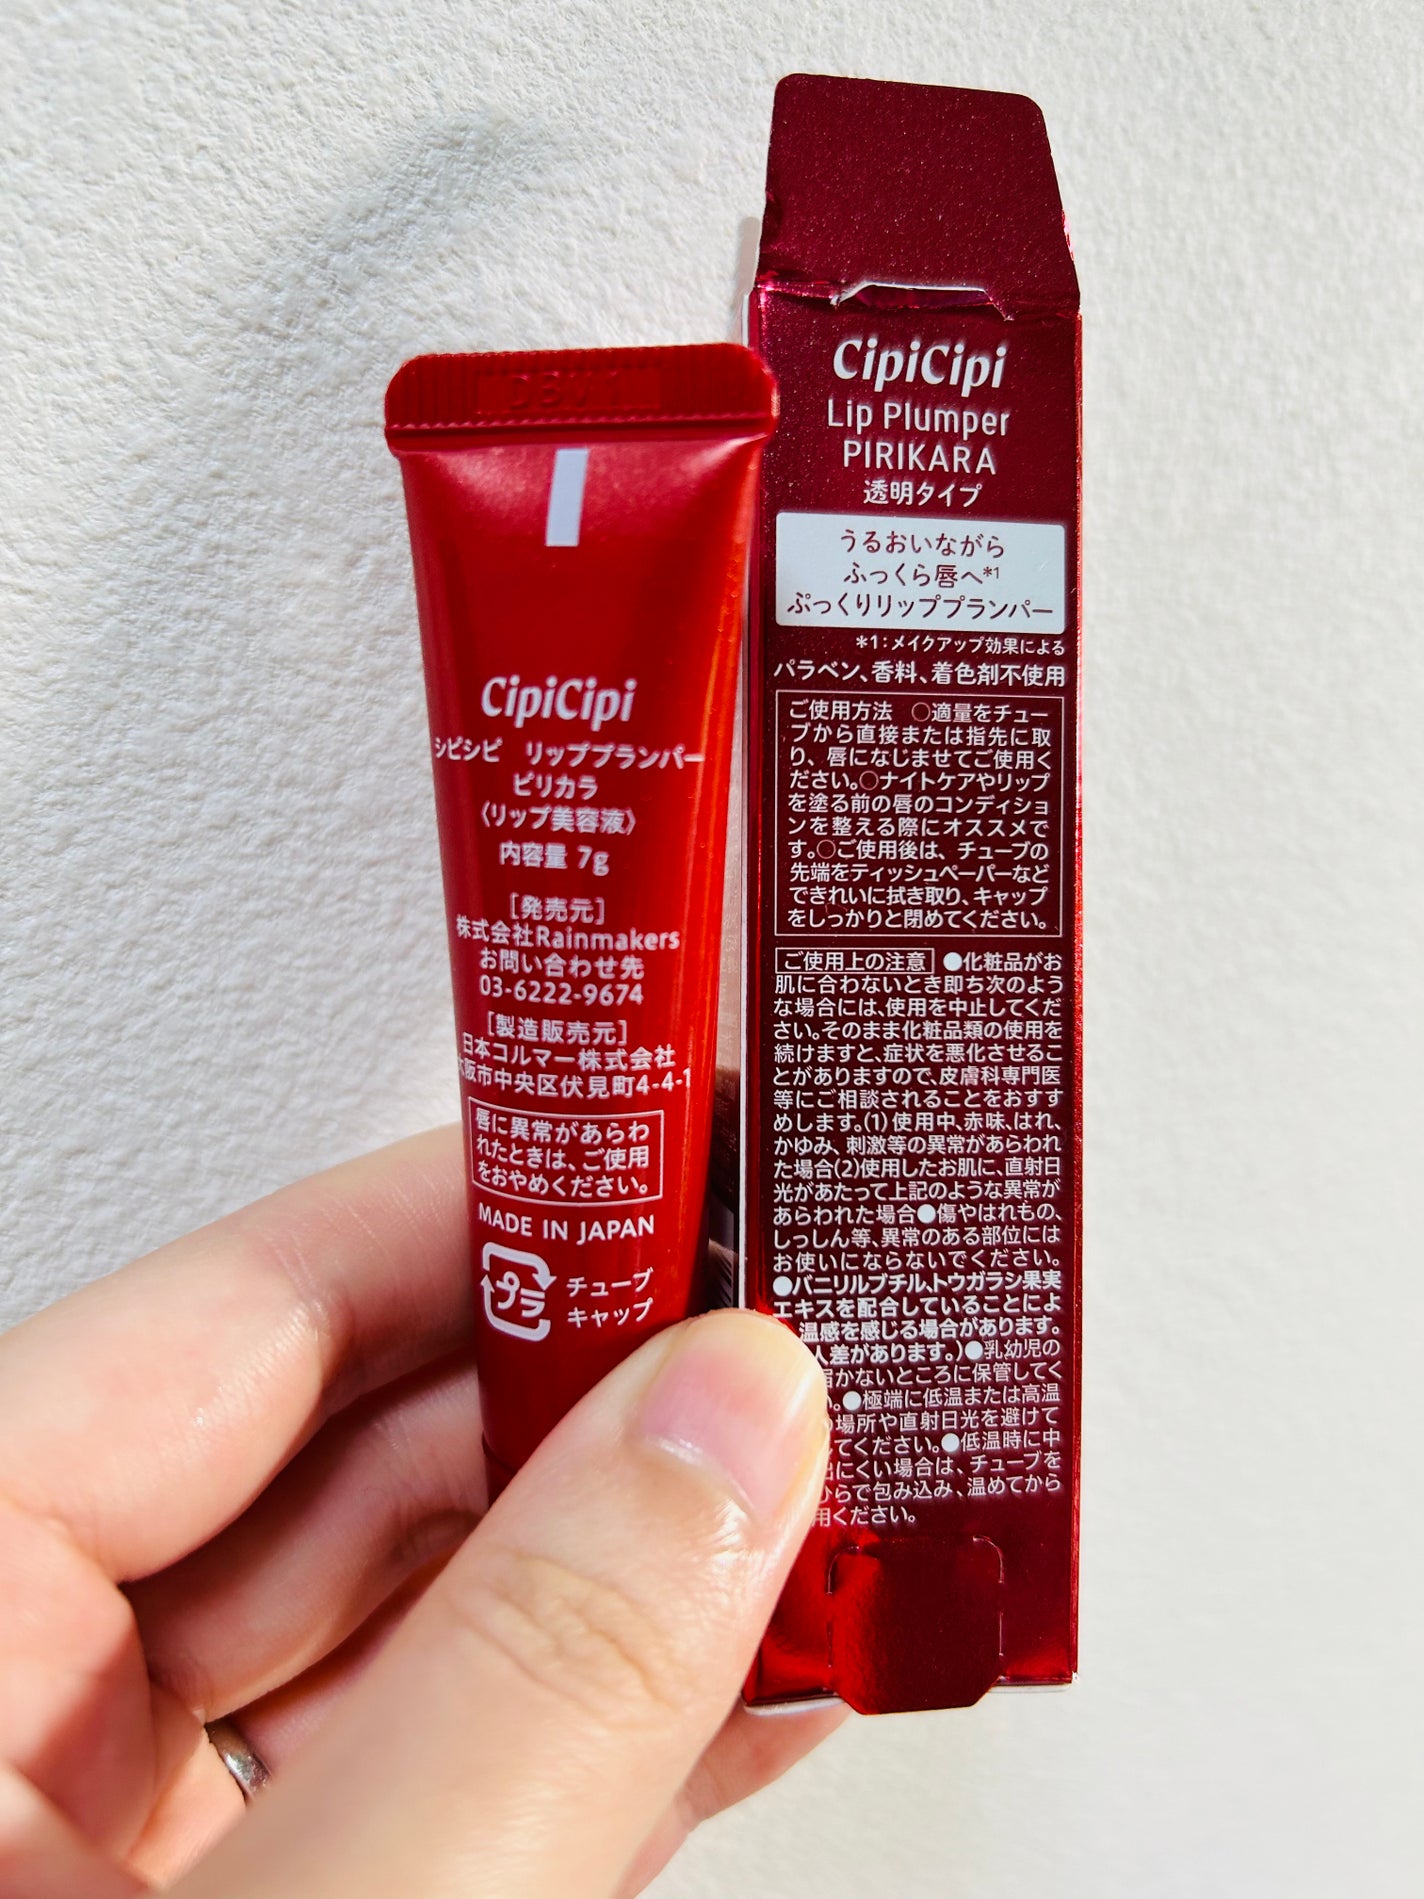 CipiCipi
シピシピ　リッププランパー
ピリカラ
〈リップ美容液〉
内容量 7g
［発売元］
株式会社Rainmakers
お問い合わせ先
03-6222-9674
［製造販売元］
日本コルマー株式会社
阪市中央区伏見町4-4-1
唇に異常があらわ
れたときは、ご使用
をおやめください。
MADE IN JAPAN
プラ
チューブ
キャップ
CipiCipi
Lip Plumper
PIRIKARA
透明タイプ
うるおいながら
ふっくら唇へ*1
ぷっくりリッププランパー
*1：メイクアップ効果による
パラベン、香料、着色剤不使用
ご使用方法　○適量をチュー
ブから直接または指先に取
り、唇になじませてご使用く
ださい。○ナイトケアやリップ
を塗る前の唇のコンディショ
ンを整える際にオススメで
す。○ご使用後は、チューブの
先端をティッシュペーパーなど
できれいに拭き取り、キャップ
をしっかりと閉めてください。
ご使用上の注意 ●化粧品がお
肌に合わないとき即ち次のよう
な場合には、使用を中止してくだ
さい。そのまま化粧品類の使用を
続けますと、症状を悪化させるこ
とがありますので、皮膚科専門医
等にご相談されることをおすす
めします。(1)使用中、赤味、はれ、
かゆみ、刺激等の異常があらわれ
た場合(2)使用したお肌に、直射日
光があたって上記のような異常が
あらわれた場合●傷やはれもの、
しっしん等、異常のある部位には
お使いにならないでください。
●バニリルブチル、トウガラシ果実
エキスを配合していることによ
温感を感じる場合があります。
人差があります。)●乳幼児の
届かないところに保管してく
い。●極端に低温または高温
場所や直射日光を避けて
てください。●低温時に中
出にくい場合は、チューブを
ひらで包み込み、温めてから
用ください。